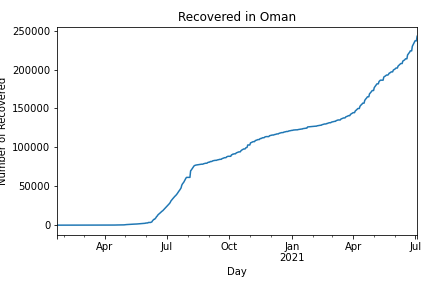 Recovered in Oman
250000
200000
150000
100000
50000
0
Number of Recovered
Apr
Jul
Oct
Jan
2021
Apr
Jul
Day